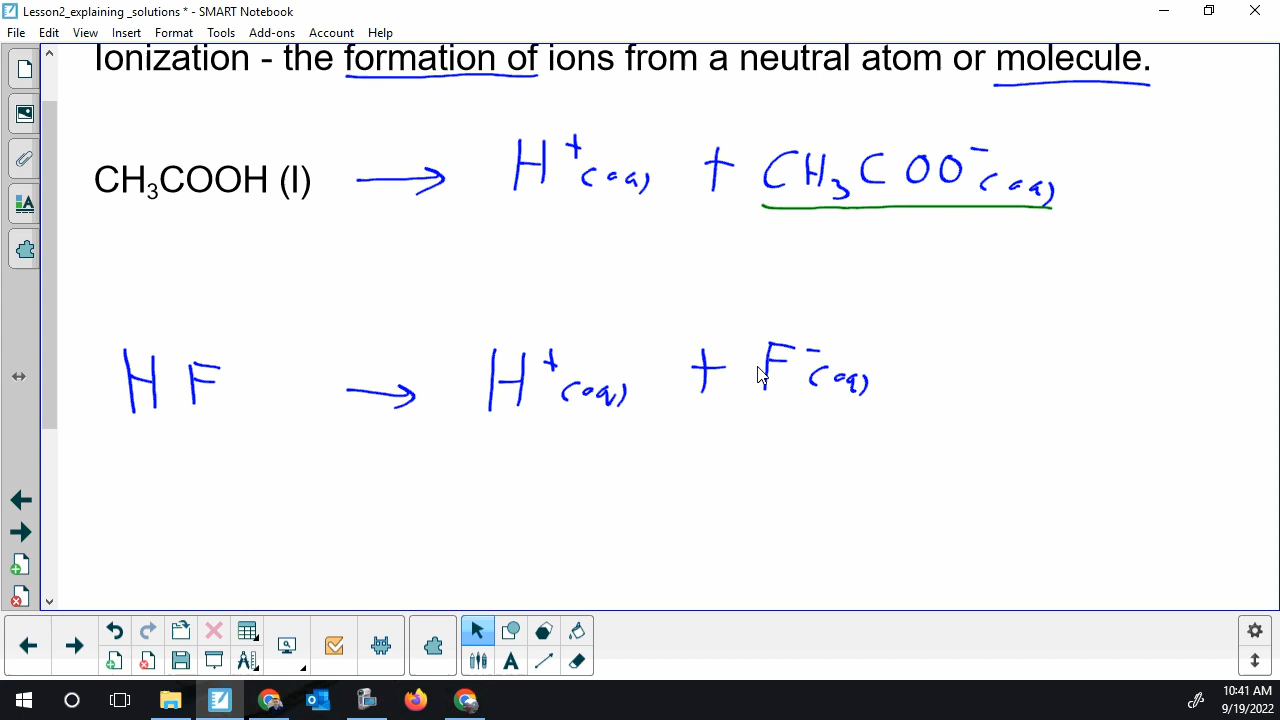 Lesson2_explaining _solutions * - SMART Notebook
File Edit View Insert Format Tools Add-ons Account Help
Ionization - the formation of ions from a neutral atom or molecule.
CH₃COOH (l) → H⁺(aq) + CH₃COO⁻(aq)
HF → H⁺(aq) + F⁻(aq)
10:41 AM
9/19/2022